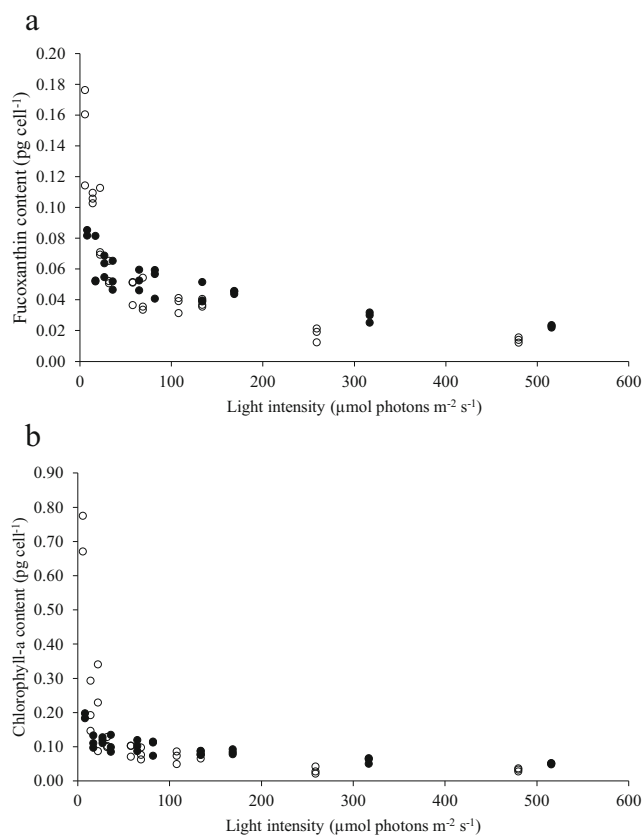 a
0.20
0.18
0.16
0.14
0.12
0.10
0.08
0.06
0.04
0.02
0.00
Fucoxanthin content (pg cell⁻¹)
0 100 200 300 400 500 600
Light intensity (µmol photons m⁻² s⁻¹)
b
0.90
0.80
0.70
0.60
0.50
0.40
0.30
0.20
0.10
0.00
Chlorophyll-a content (pg cell⁻¹)
0 100 200 300 400 500 600
Light intensity (µmol photons m⁻² s⁻¹)